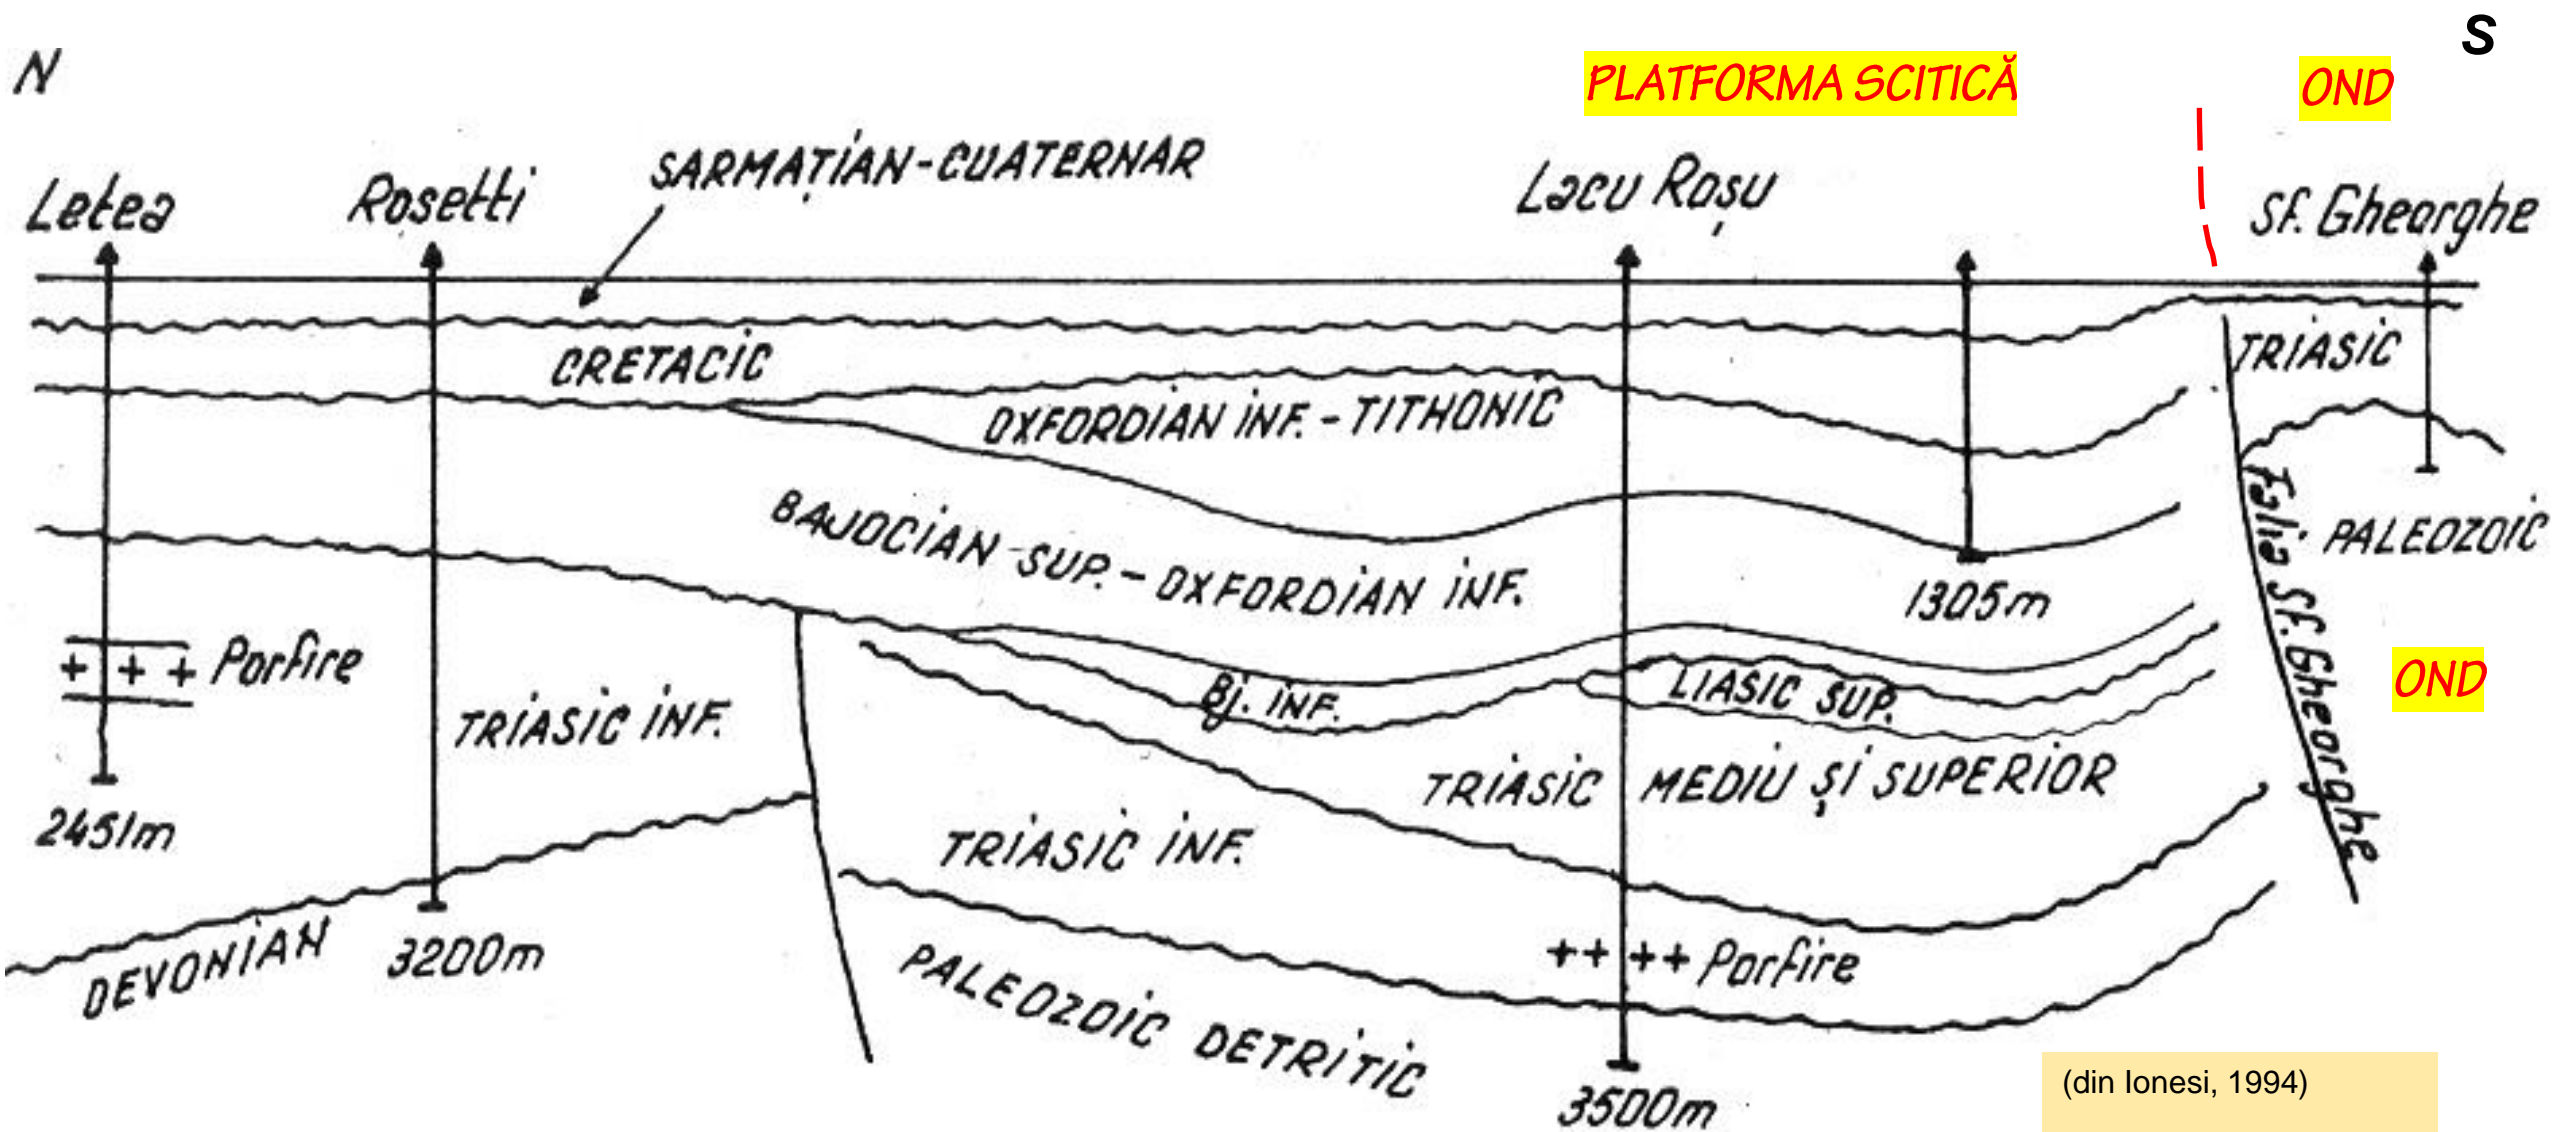 N
S
PLATFORMA SCITICĂ
OND
Letea
Rosetti
SARMAȚIAN-CUATERNAR
Lacu Roșu
Sf. Gheorghe
CRETACIC
TRIASIC
OXFORDIAN INF. - TITHONIC
BAJOCIAN SUP. - OXFORDIAN INF.
Falia Sf. Gheorghe
PALEOZOIC
1305m
+ + + Porfire
OND
Bj. INF.
LIASIC SUP.
TRIASIC INF.
TRIASIC MEDIU ȘI SUPERIOR
2451m
TRIASIC INF.
DEVONIAN
3200m
PALEOZOIC DETRITIC
++ ++ Porfire
3500m
(din Ionesi, 1994)